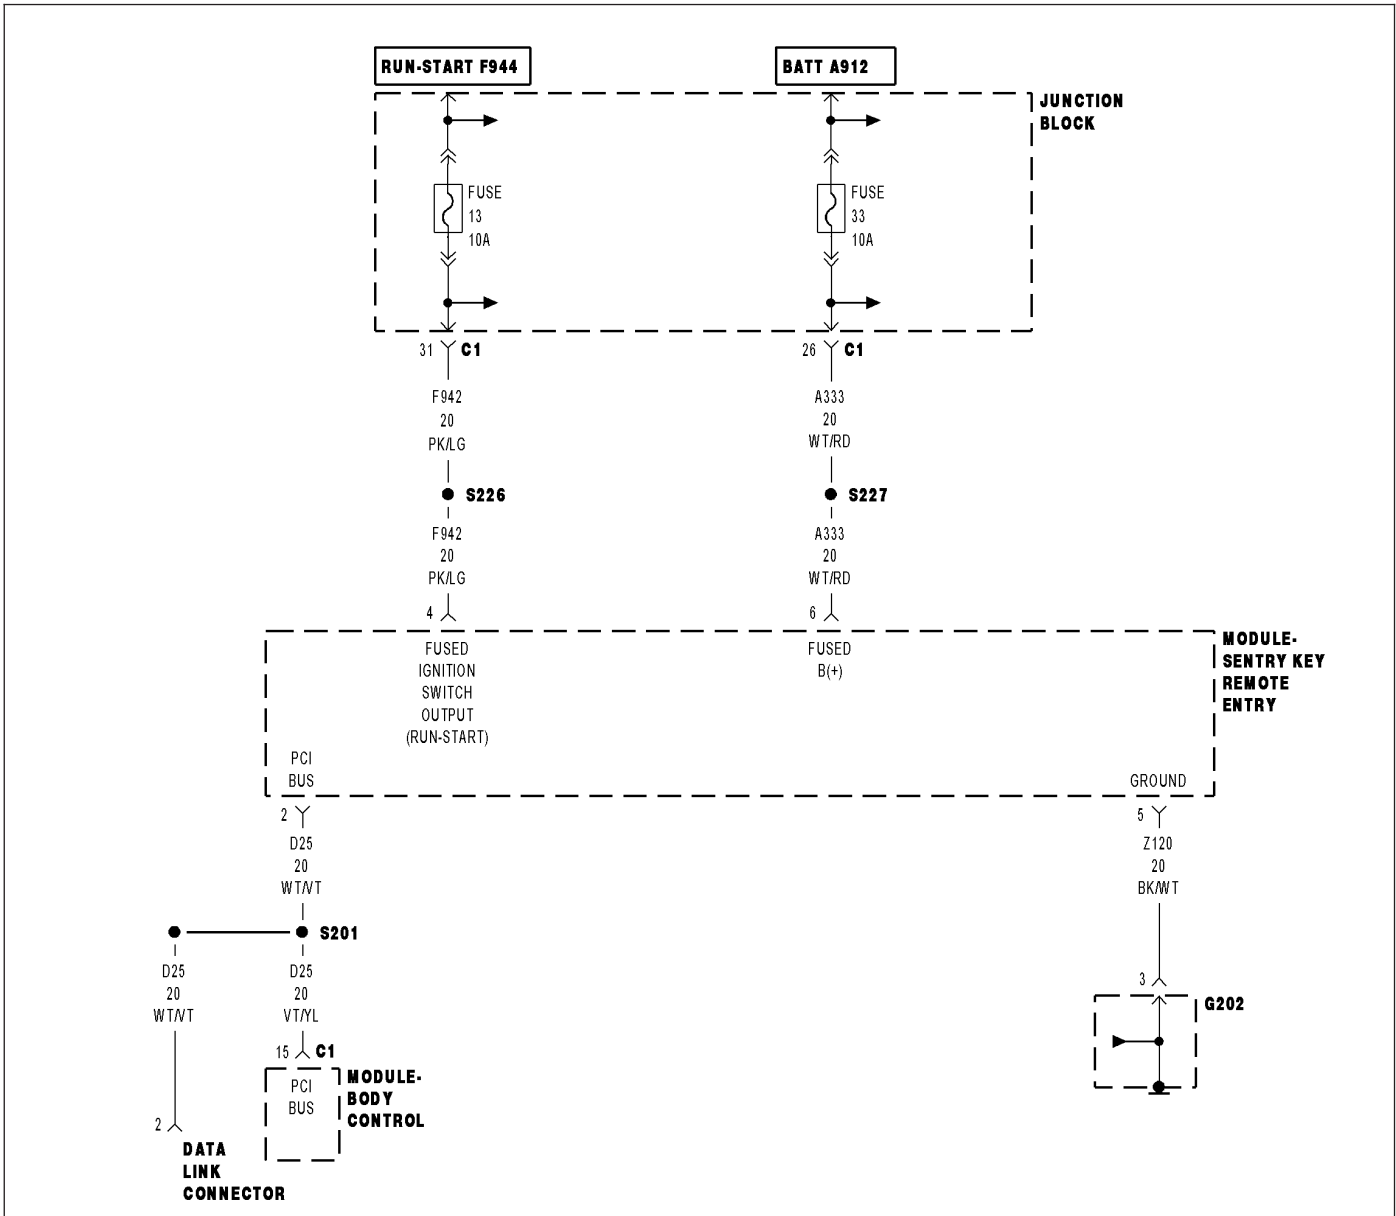 RUN-START F944
BATT A912
JUNCTION
BLOCK
FUSE
13
10A
FUSE
33
10A
31 C1
26 C1
F942
20
PK/LG
A333
20
WT/RD
S226
S227
F942
20
PK/LG
A333
20
WT/RD
4
6
MODULE-
SENTRY KEY
REMOTE
ENTRY
FUSED
IGNITION
SWITCH
OUTPUT
(RUN-START)
FUSED
B(+)
PCI
BUS
GROUND
2
5
D25
20
WT/VT
Z120
20
BK/WT
S201
D25
20
WT/VT
D25
20
VT/YL
3
G202
15 C1
PCI
BUS
MODULE-
BODY
CONTROL
2
DATA
LINK
CONNECTOR